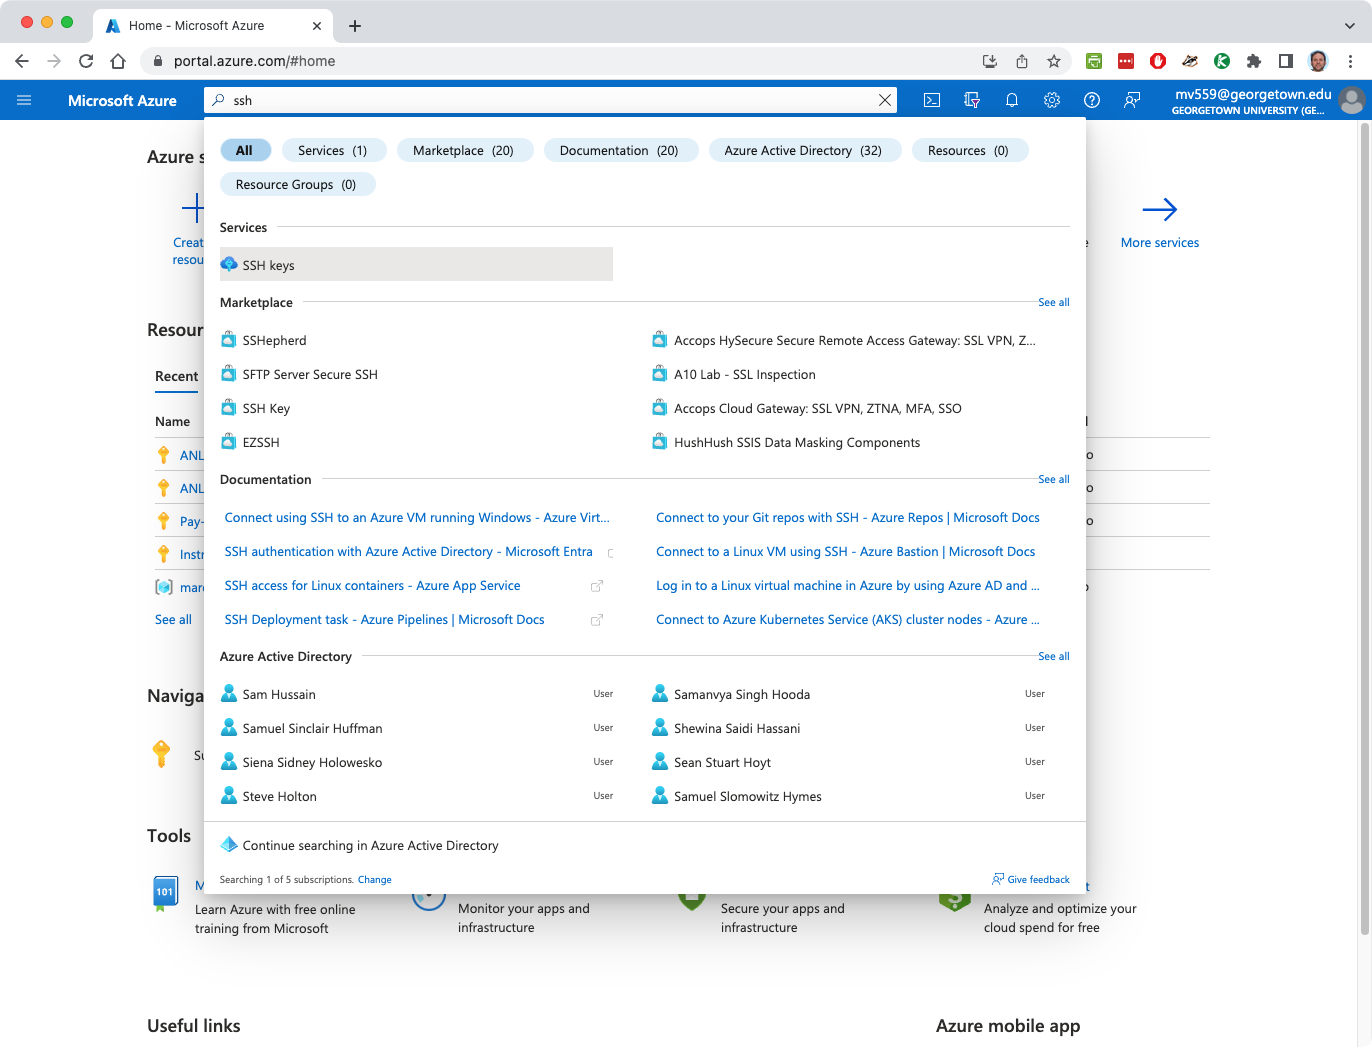 Home - Microsoft Azure
portal.azure.com/#home
Microsoft Azure
ssh
mv559@georgetown.edu
GEORGETOWN UNIVERSITY (GE...
All
Services (1)
Marketplace (20)
Documentation (20)
Azure Active Directory (32)
Resources (0)
Resource Groups (0)
Azure s
Creat
resou
e
More services
Services
SSH keys
Marketplace
See all
SSHepherd
Accops HySecure Secure Remote Access Gateway: SSL VPN, Z...
SFTP Server Secure SSH
A10 Lab - SSL Inspection
SSH Key
Accops Cloud Gateway: SSL VPN, ZTNA, MFA, SSO
EZSSH
HushHush SSIS Data Masking Components
Documentation
See all
Connect using SSH to an Azure VM running Windows - Azure Virt...
Connect to your Git repos with SSH - Azure Repos | Microsoft Docs
SSH authentication with Azure Active Directory - Microsoft Entra
Connect to a Linux VM using SSH - Azure Bastion | Microsoft Docs
SSH access for Linux containers - Azure App Service
Log in to a Linux virtual machine in Azure by using Azure AD and ...
SSH Deployment task - Azure Pipelines | Microsoft Docs
Connect to Azure Kubernetes Service (AKS) cluster nodes - Azure ...
Azure Active Directory
See all
Sam Hussain User
Samanvya Singh Hooda User
Samuel Sinclair Huffman User
Shewina Saidi Hassani User
Siena Sidney Holowesko User
Sean Stuart Hoyt User
Steve Holton User
Samuel Slomowitz Hymes User
Continue searching in Azure Active Directory
Searching 1 of 5 subscriptions. Change
Give feedback
Resour
Recent
Name
ANL
ANL
Pay-
Instr
marc
See all
Naviga
Su
Tools
101
M
Learn Azure with free online
training from Microsoft
Monitor your apps and
infrastructure
Secure your apps and
infrastructure
t
Analyze and optimize your
cloud spend for free
Useful links
Azure mobile app